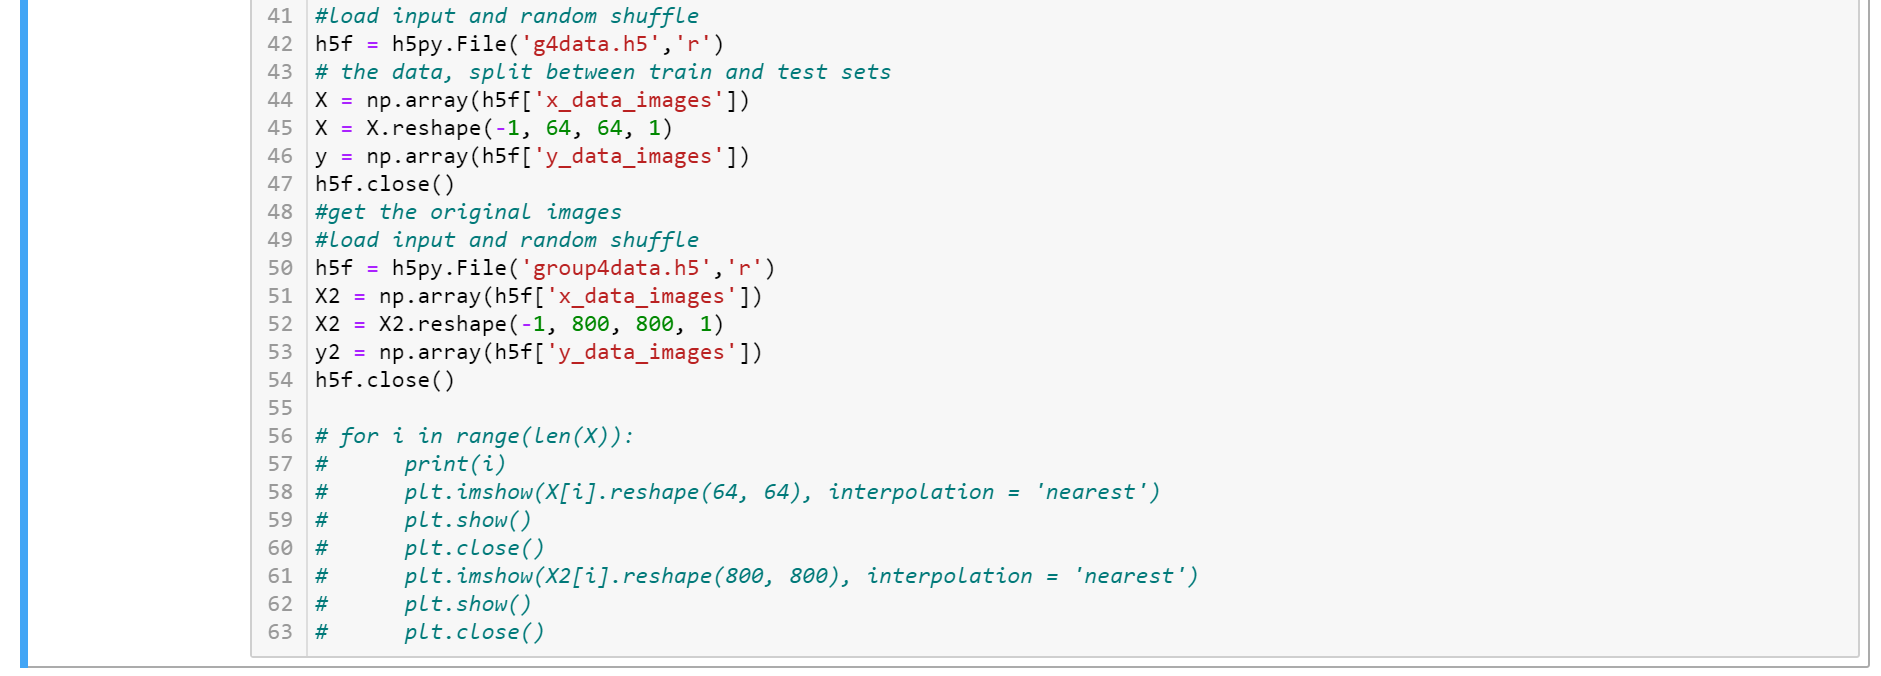 41 #load input and random shuffle
42 h5f = h5py.File('g4data.h5','r')
43 # the data, split between train and test sets
44 X = np.array(h5f['x_data_images'])
45 X = X.reshape(-1, 64, 64, 1)
46 y = np.array(h5f['y_data_images'])
47 h5f.close()
48 #get the original images
49 #load input and random shuffle
50 h5f = h5py.File('group4data.h5','r')
51 X2 = np.array(h5f['x_data_images'])
52 X2 = X2.reshape(-1, 800, 800, 1)
53 y2 = np.array(h5f['y_data_images'])
54 h5f.close()
55
56 # for i in range(len(X)):
57 #      print(i)
58 #      plt.imshow(X[i].reshape(64, 64), interpolation = 'nearest')
59 #      plt.show()
60 #      plt.close()
61 #      plt.imshow(X2[i].reshape(800, 800), interpolation = 'nearest')
62 #      plt.show()
63 #      plt.close()